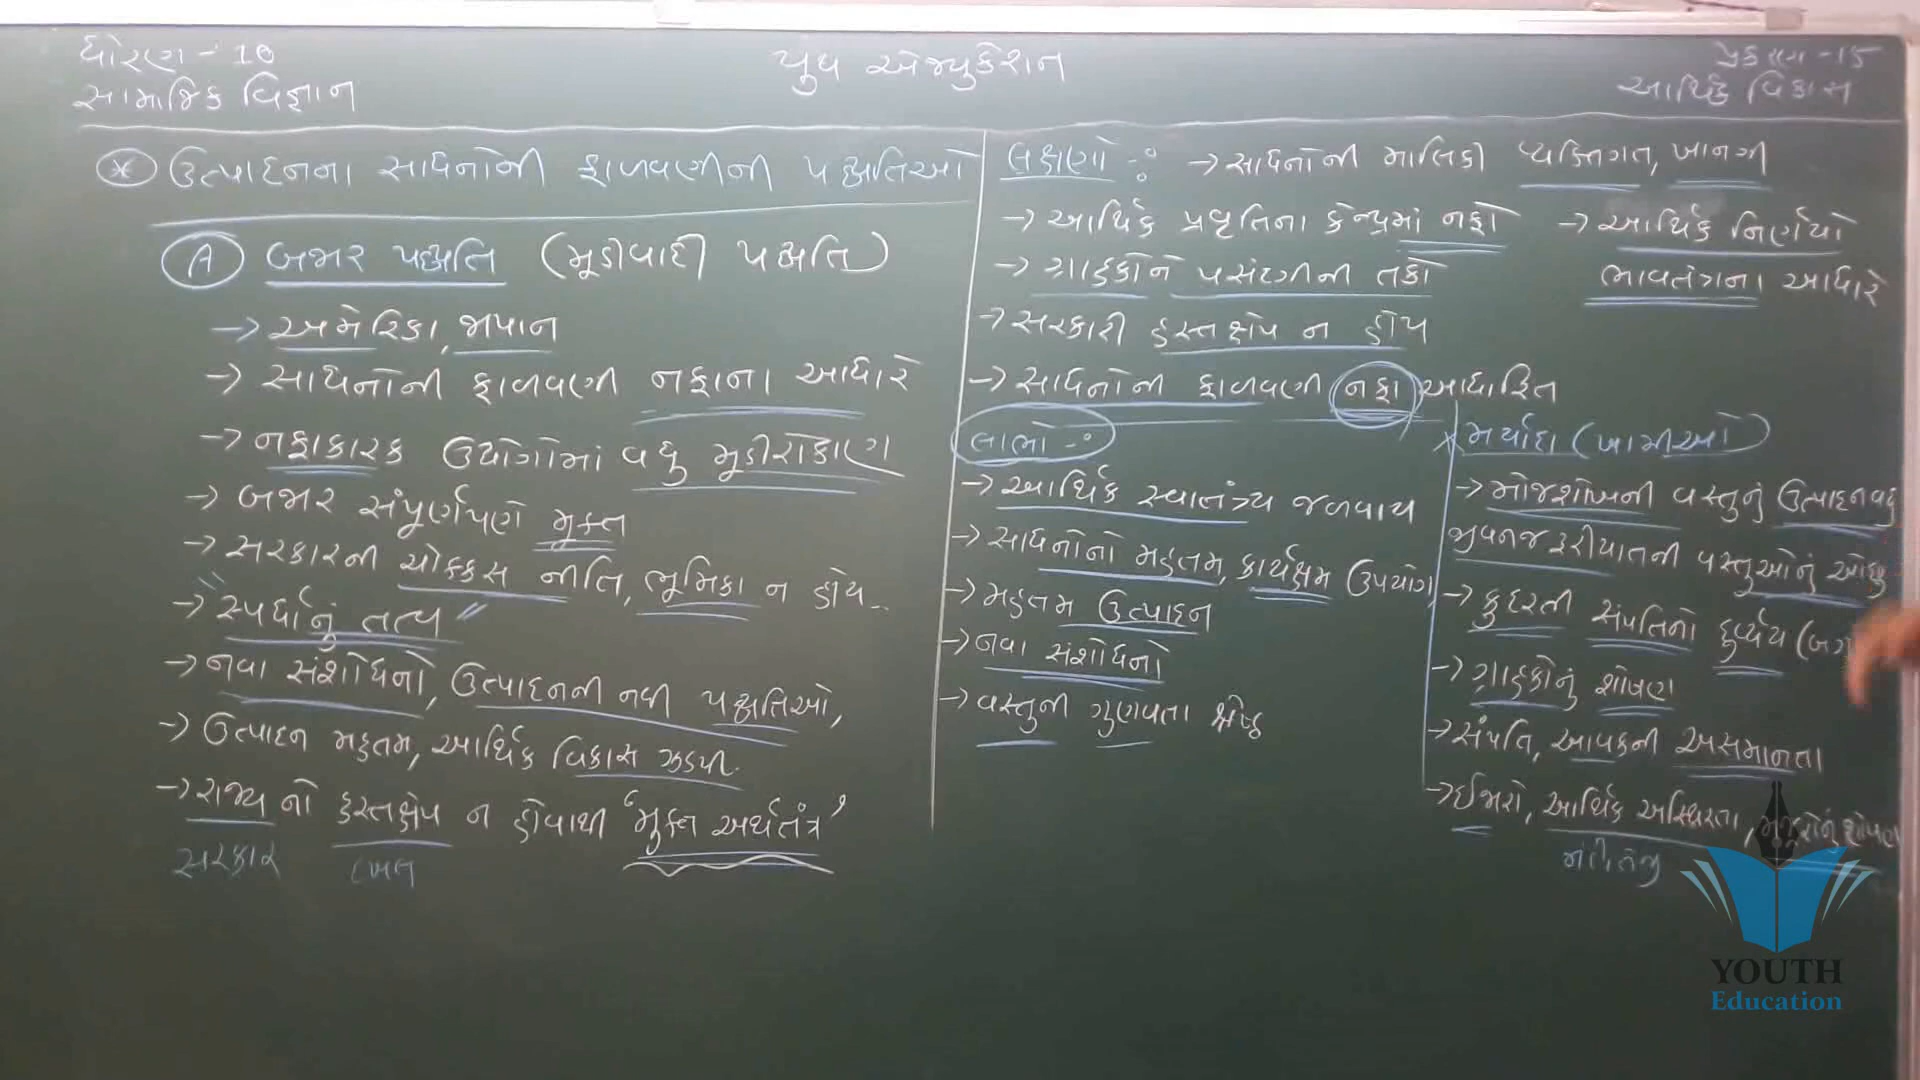 ધોરણ - 10
સામાજિક વિજ્ઞાન
યુથ એજ્યુકેશન
પ્રકરણ - 15
આર્થિક વિકાસ
* ઉત્પાદનના સાધનોની ફાળવણીની પદ્ધતિઓ
A બજાર પદ્ધતિ (મૂડીવાદી પદ્ધતિ)
→ અમેરિકા, જાપાન
→ સાધનોની ફાળવણી નફાના આધારે
→ નફાકારક ઉદ્યોગોમાં વધુ મૂડીરોકાણ
→ બજાર સંપૂર્ણપણે મુક્ત
→ સરકારની ચોક્કસ નીતિ, ભૂમિકા ન હોય..
→ "સ્પર્ધાનું તત્વ"
→ નવા સંશોધનો, ઉત્પાદનની નવી પદ્ધતિઓ,
→ ઉત્પાદન મહત્તમ, આર્થિક વિકાસ ઝડપી.
→ રાજ્ય નો હસ્તક્ષેપ ન હોવાથી 'મુક્ત અર્થતંત્ર'
સરકાર
લક્ષણો :- → સાધનોની માલિકી વ્યક્તિગત, ખાનગી
→ આર્થિક પ્રવૃતિના કેન્દ્રમાં નફો
→ આર્થિક નિર્ણયો
ભાવતંત્રના આધારે
→ ગ્રાહકોને પસંદગીની તકો
→ સરકારી હસ્તક્ષેપ ન હોય
→ સાધનોની ફાળવણી નફા આધારિત
લાભો :-
→ આર્થિક સ્વાતંત્ર્ય જળવાય
→ સાધનોનો મહત્તમ, કાર્યક્ષમ ઉપયોગ,
→ મહત્તમ ઉત્પાદન
→ નવા સંશોધનો
→ વસ્તુની ગુણવતા શ્રેષ્ઠ
× મર્યાદા (ખામીઓ)
→ મોજશોખની વસ્તુનું ઉત્પાદન વધુ
જીવનજરૂરીયાતની વસ્તુઓનું ઓછુ
→ કુદરતી સંપતિનો દુર્વ્યય
→ ગ્રાહકોનું શોષણ
→ સંપતિ, આવકની અસમાનતા
→ ઈજારો, આર્થિક અસ્થિરતા, મજૂરોનું શોષણ
YOUTH
Education